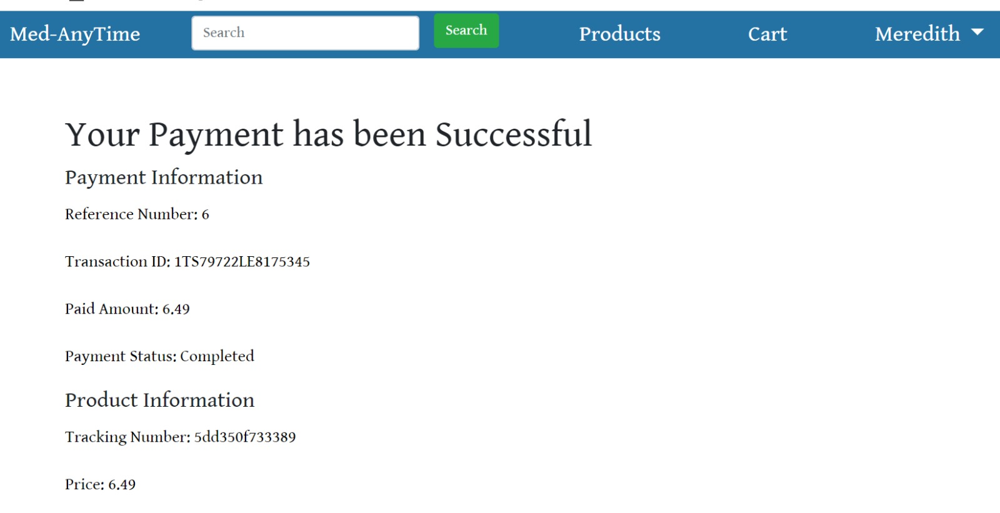 Med-AnyTime Search Search Products Cart Meredith
Your Payment has been Successful
Payment Information
Reference Number: 6
Transaction ID: 1TS79722LE8175345
Paid Amount: 6.49
Payment Status: Completed
Product Information
Tracking Number: 5dd350f733389
Price: 6.49